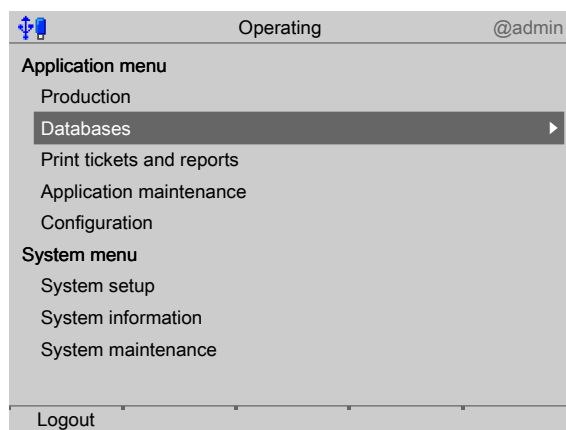 Operating @admin
Application menu
Production
Databases
Print tickets and reports
Application maintenance
Configuration
System menu
System setup
System information
System maintenance
Logout